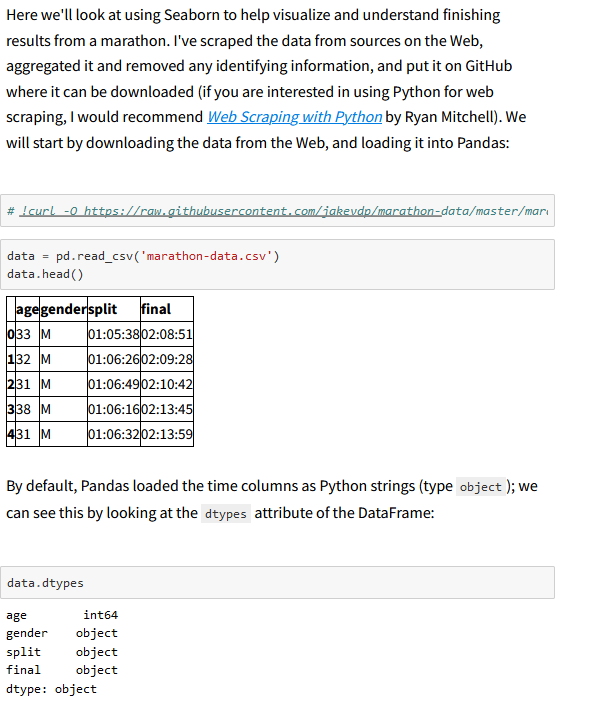 Here we'll look at using Seaborn to help visualize and understand finishing
results from a marathon. I've scraped the data from sources on the Web,
aggregated it and removed any identifying information, and put it on GitHub
where it can be downloaded (if you are interested in using Python for web
scraping, I would recommend Web Scraping with Python by Ryan Mitchell). We
will start by downloading the data from the Web, and loading it into Pandas:
# !curl -O https://raw.githubusercontent.com/jakevdp/marathon-data/master/mar
data = pd.read_csv('marathon-data.csv')
data.head()
age gender split final
0 33 M 01:05:38 02:08:51
1 32 M 01:06:26 02:09:28
2 31 M 01:06:49 02:10:42
3 38 M 01:06:16 02:13:45
4 31 M 01:06:32 02:13:59
By default, Pandas loaded the time columns as Python strings (type object ); we
can see this by looking at the dtypes attribute of the DataFrame:
data.dtypes
age int64
gender object
split object
final object
dtype: object